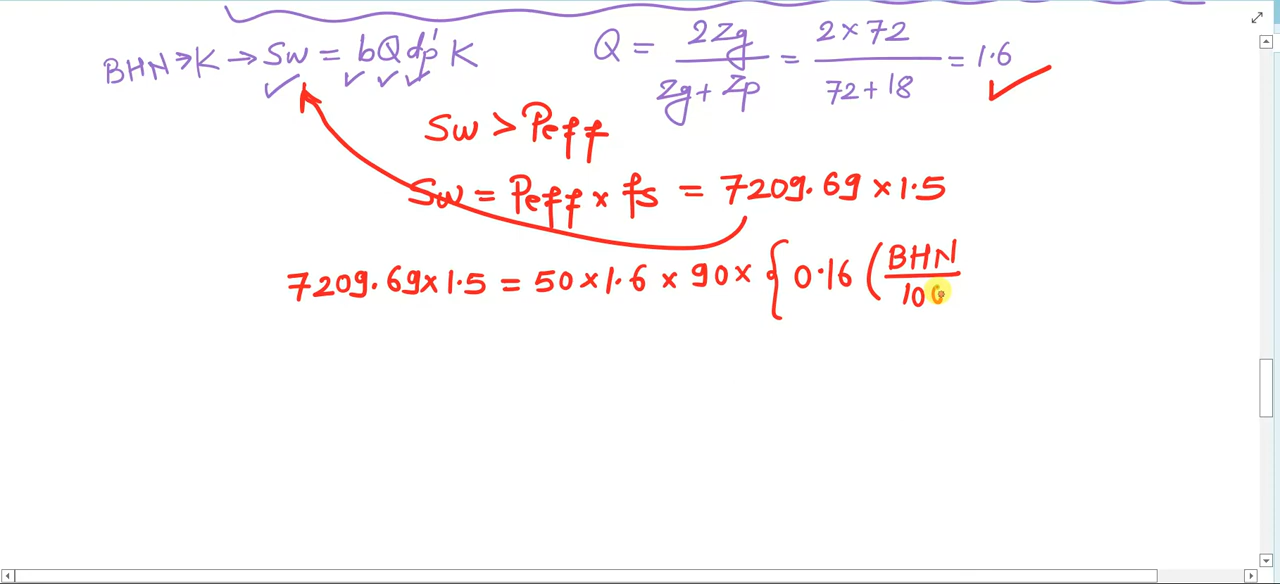 BHN → K → Sw = bQdp' K
Q = 2Zg / Zg + Zp = 2 × 72 / 72 + 18 = 1.6
Sw > Peff
Sw = Peff × fs = 7209.69 × 1.5
7209.69 × 1.5 = 50 × 1.6 × 90 × { 0.16 ( BHN / 100